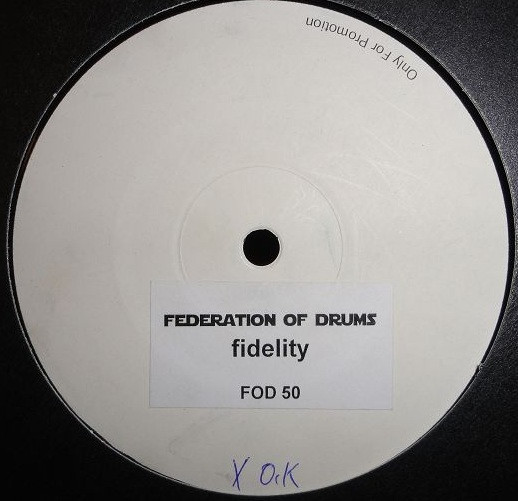 Only For Promotion
FEDERATION OF DRUMS
fidelity
FOD 50
X O.K